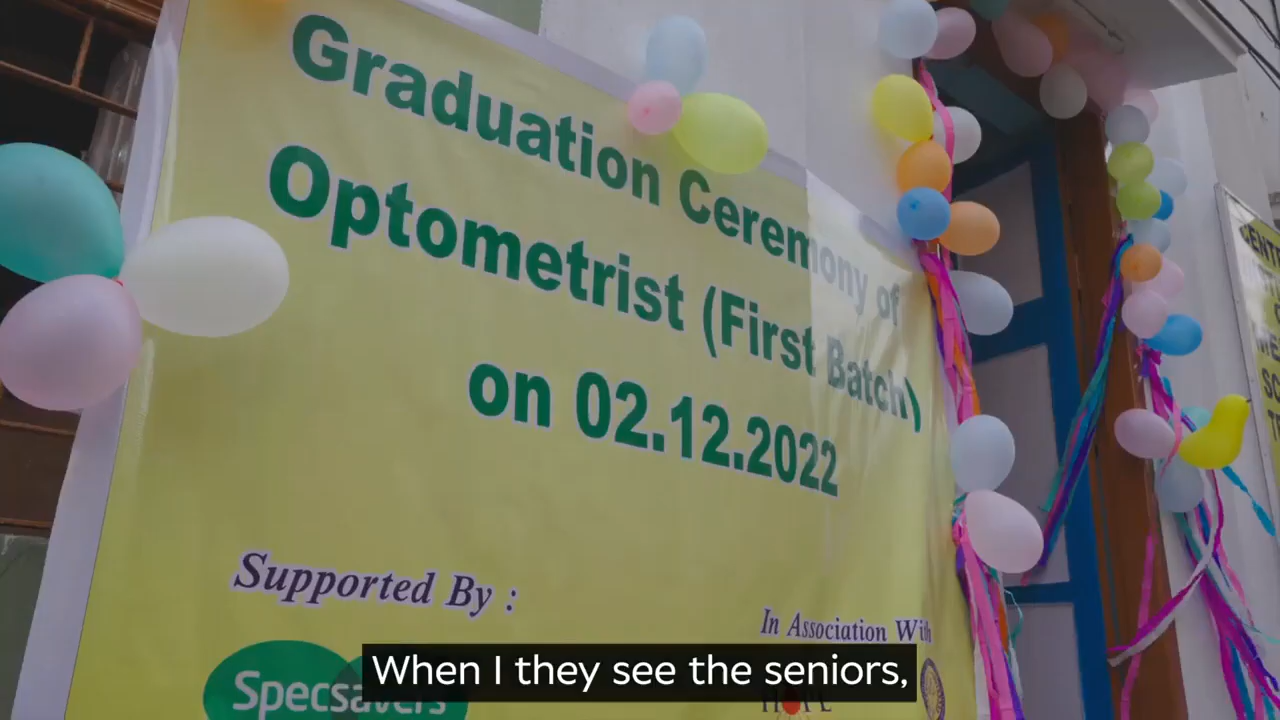 Graduation Ceremony of
Optometrist (First Batch)
on 02.12.2022
Supported By :
In Association With
Specsavers
When I they see the seniors,